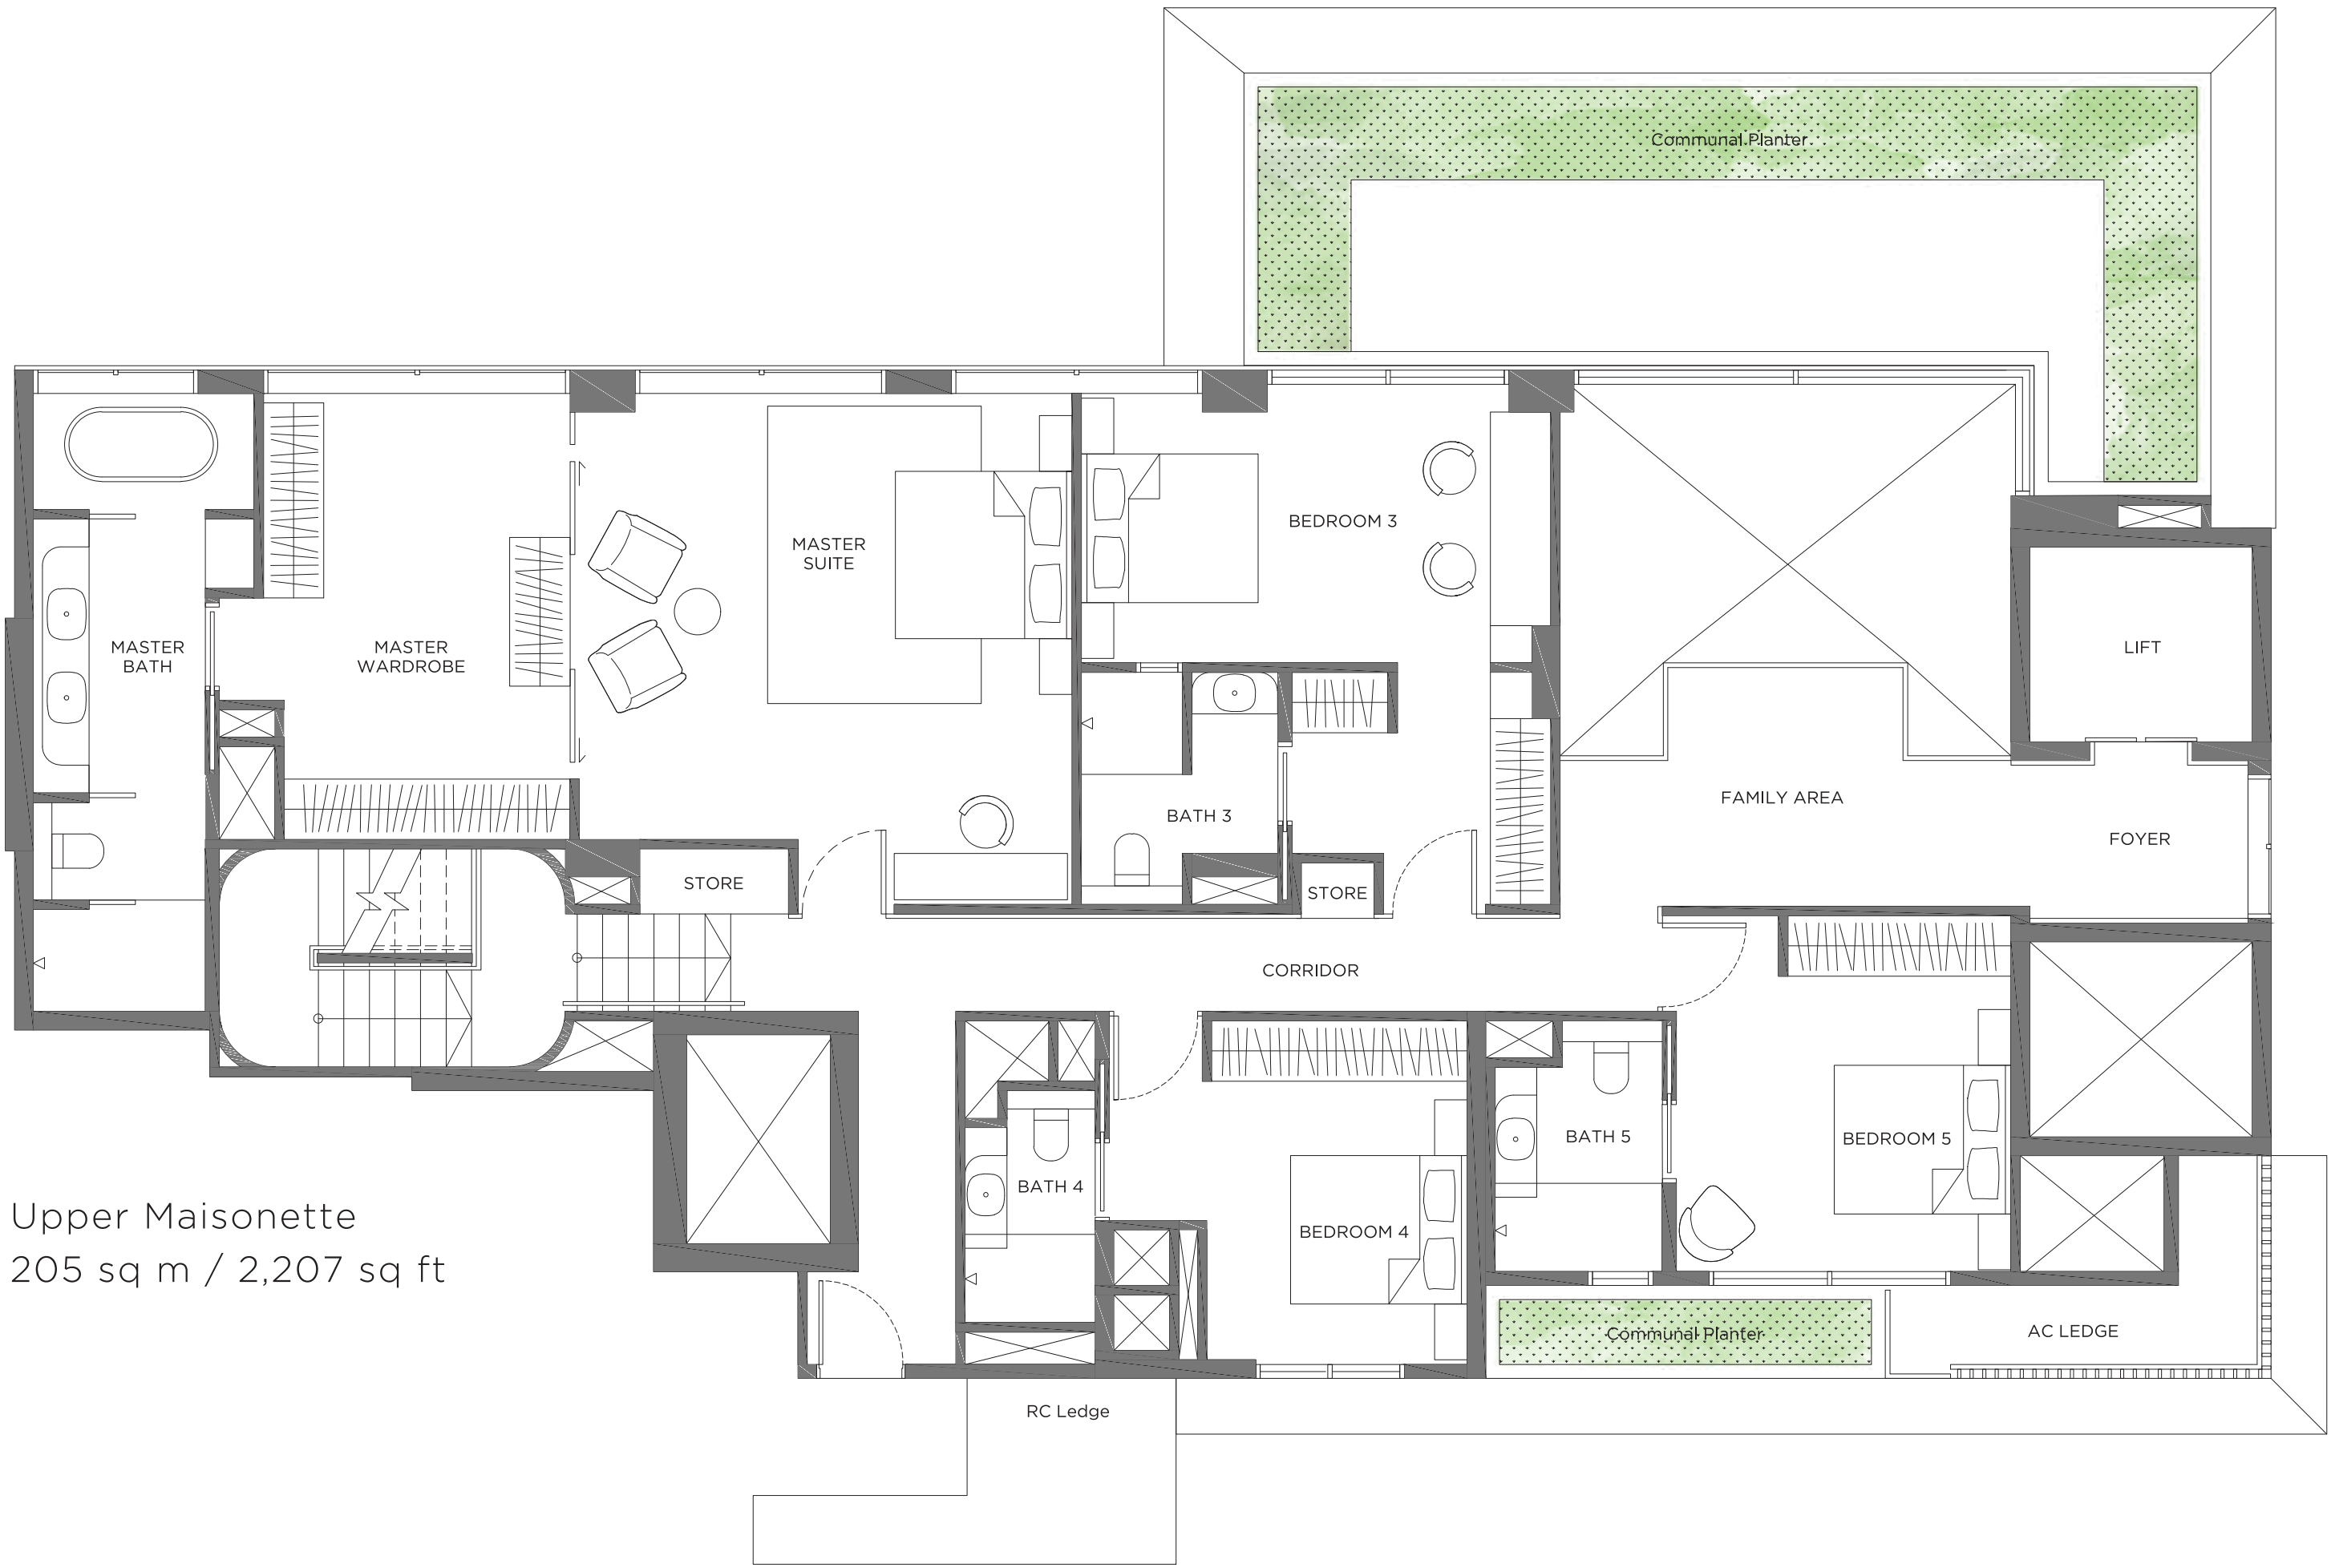 Communal Planter
BEDROOM 3
MASTER
SUITE
MASTER
BATH
MASTER
WARDROBE
LIFT
FAMILY AREA
BATH 3
FOYER
STORE
STORE
CORRIDOR
BATH 5
BEDROOM 5
BATH 4
BEDROOM 4
Upper Maisonette
205 sq m / 2,207 sq ft
Communal Planter
AC LEDGE
RC Ledge